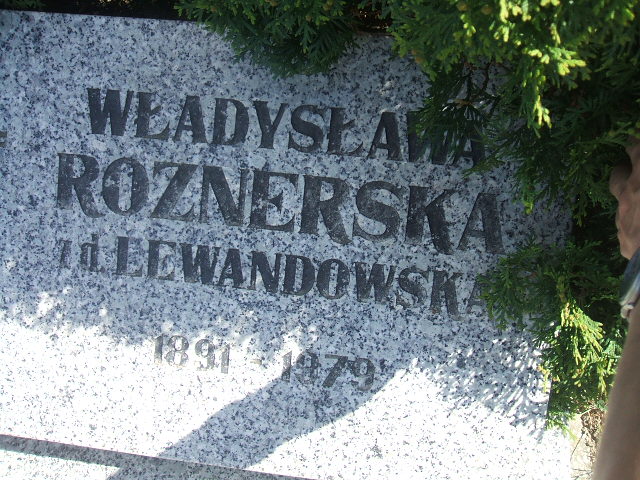 WŁADYSŁAWA
ROZNERSKA
z d. LEWANDOWSKA
1891 - 1979